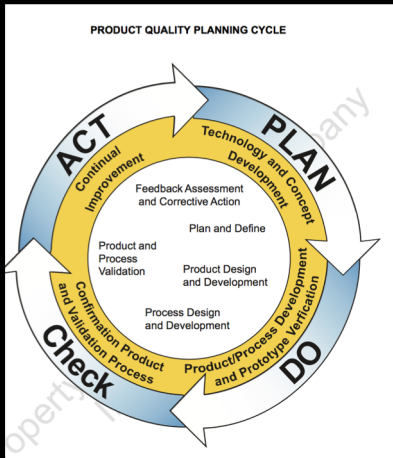 PRODUCT QUALITY PLANNING CYCLE
ACT
PLAN
Continual
Improvement
Technology and Concept
Development
Feedback Assessment
and Corrective Action
Plan and Define
Product and
Process
Validation
Product Design
and Development
Process Design
and Development
Confirmation Product
and Validation Process
Product/Process Development
and Prototype Verfication
Check
DO